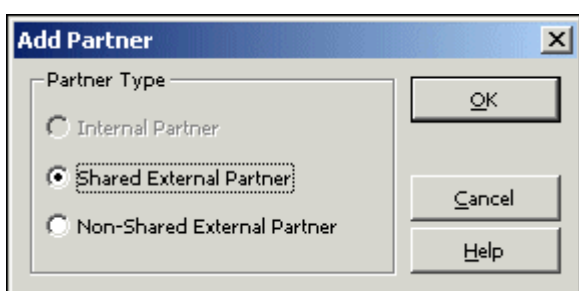 Add Partner
Partner Type
Internal Partner
Shared External Partner
Non-Shared External Partner
OK
Cancel
Help